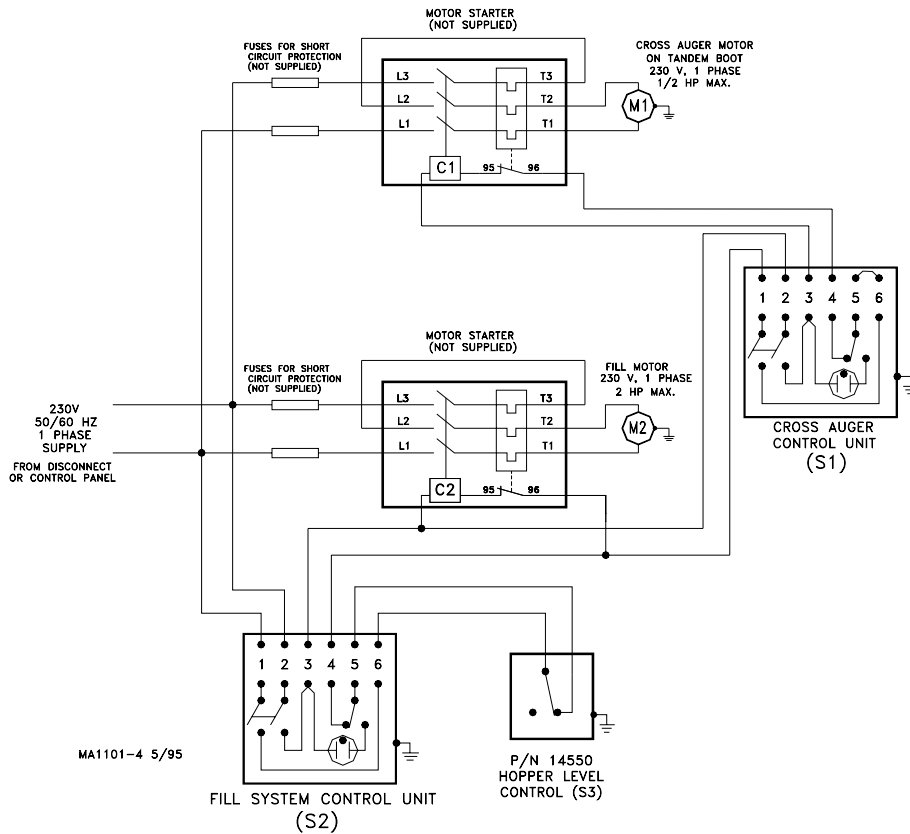 MOTOR STARTER
(NOT SUPPLIED)
FUSES FOR SHORT
CIRCUIT PROTECTION
(NOT SUPPLIED)
CROSS AUGER MOTOR
ON TANDEM BOOT
230 V, 1 PHASE
1/2 HP MAX.
L3
T3
L2
T2
M1
L1
T1
C1
95
96
1 2 3 4 5 6
CROSS AUGER
CONTROL UNIT
(S1)
MOTOR STARTER
(NOT SUPPLIED)
FUSES FOR SHORT
CIRCUIT PROTECTION
(NOT SUPPLIED)
FILL MOTOR
230 V, 1 PHASE
2 HP MAX.
L3
T3
L2
T2
M2
L1
T1
C2
95
96
230V
50/60 HZ
1 PHASE
SUPPLY
FROM DISCONNECT
OR CONTROL PANEL
1 2 3 4 5 6
MA1101-4 5/95
FILL SYSTEM CONTROL UNIT
(S2)
P/N 14550
HOPPER LEVEL
CONTROL (S3)